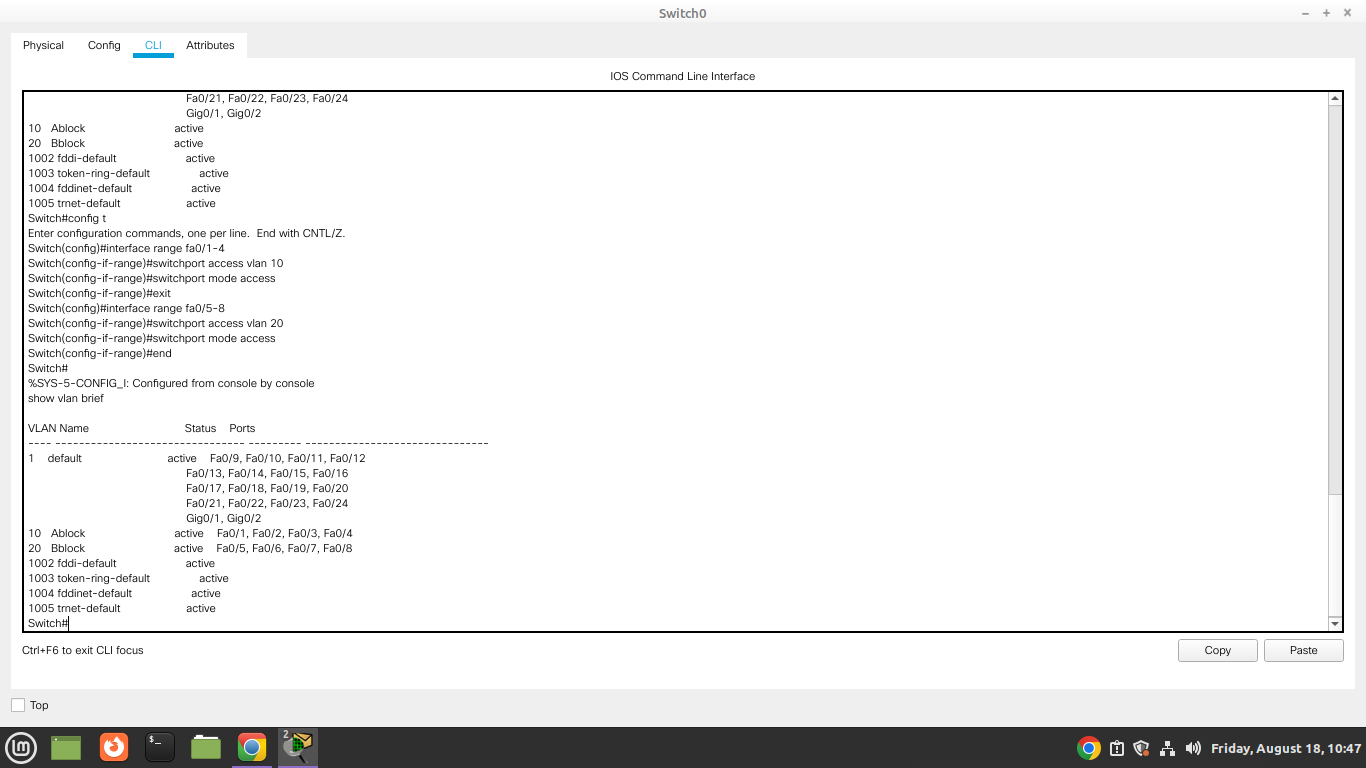 Switch0
Physical Config CLI Attributes
IOS Command Line Interface
Fa0/21, Fa0/22, Fa0/23, Fa0/24
Gig0/1, Gig0/2
10 Ablock active
20 Bblock active
1002 fddi-default active
1003 token-ring-default active
1004 fddinet-default active
1005 trnet-default active
Switch#config t
Enter configuration commands, one per line. End with CNTL/Z.
Switch(config)#interface range fa0/1-4
Switch(config-if-range)#switchport access vlan 10
Switch(config-if-range)#switchport mode access
Switch(config-if-range)#exit
Switch(config)#interface range fa0/5-8
Switch(config-if-range)#switchport access vlan 20
Switch(config-if-range)#switchport mode access
Switch(config-if-range)#end
Switch#
%SYS-5-CONFIG_I: Configured from console by console
show vlan brief
VLAN Name Status Ports
---- -------------------------------- --------- -------------------------------
1 default active Fa0/9, Fa0/10, Fa0/11, Fa0/12
Fa0/13, Fa0/14, Fa0/15, Fa0/16
Fa0/17, Fa0/18, Fa0/19, Fa0/20
Fa0/21, Fa0/22, Fa0/23, Fa0/24
Gig0/1, Gig0/2
10 Ablock active Fa0/1, Fa0/2, Fa0/3, Fa0/4
20 Bblock active Fa0/5, Fa0/6, Fa0/7, Fa0/8
1002 fddi-default active
1003 token-ring-default active
1004 fddinet-default active
1005 trnet-default active
Switch#
Ctrl+F6 to exit CLI focus
Copy Paste
Top
2
Friday, August 18, 10:47